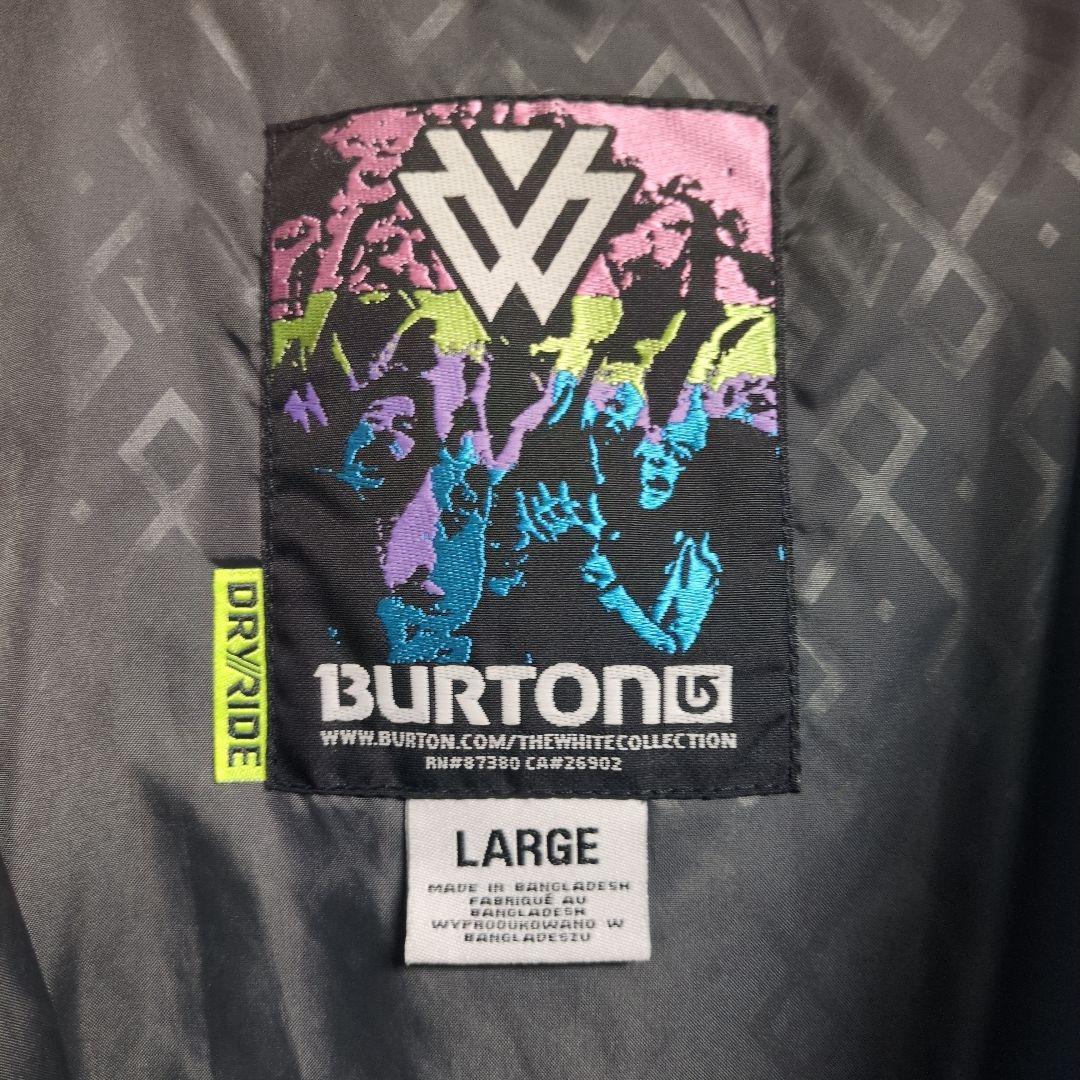 DRY//RIDE
BURTON
WWW.BURTON.COM/THEWHITECOLLECTION
RN#87380 CA#26902
LARGE
MADE IN BANGLADESH
FABRIQUÉ AU
BANGLADESH
WYPRODUKOWANO W
BANGLADESZU